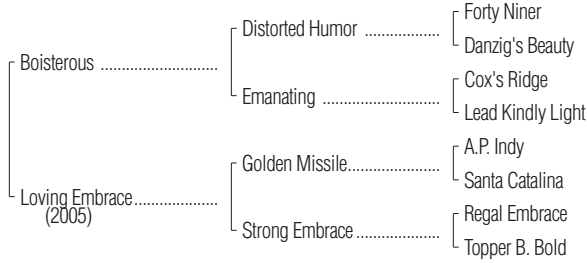 Forty Niner
Distorted Humor ..................
Danzig's Beauty
Boisterous ............................
Cox's Ridge
Emanating ............................
Lead Kindly Light
A.P. Indy
Golden Missile......................
Santa Catalina
Loving Embrace....................
(2005)
Regal Embrace
Strong Embrace ....................
Topper B. Bold